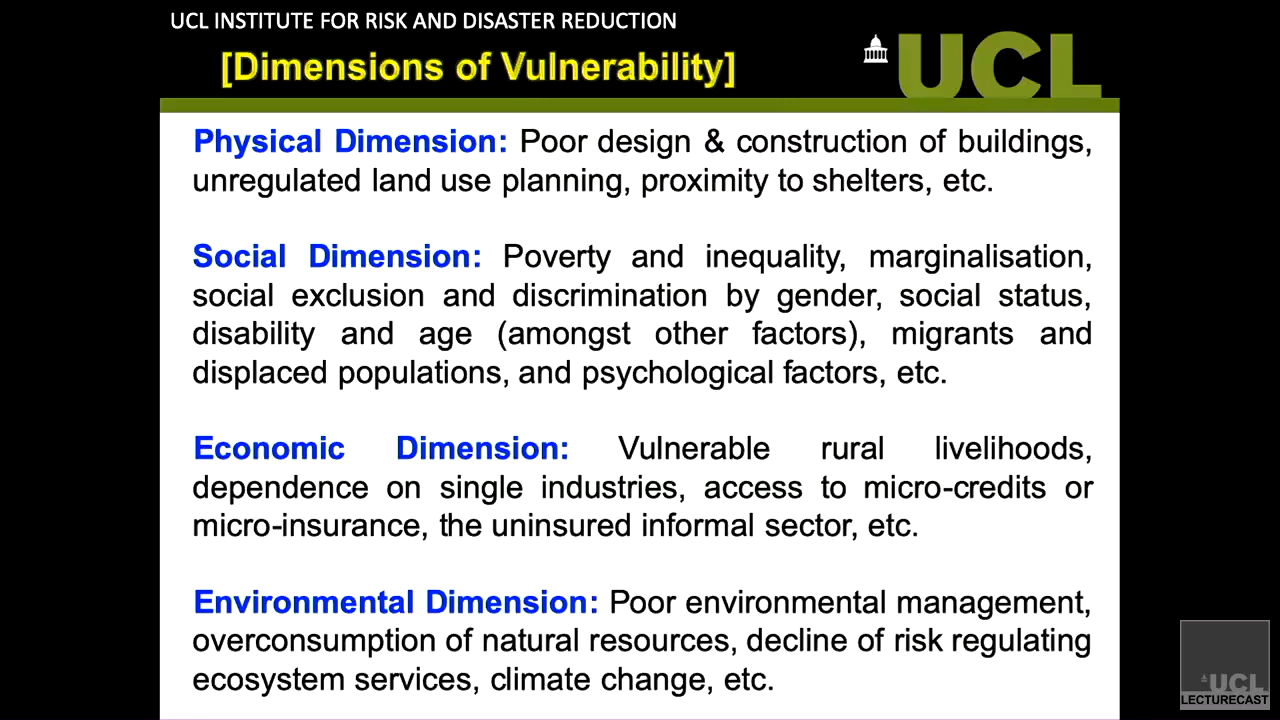 UCL INSTITUTE FOR RISK AND DISASTER REDUCTION
[Dimensions of Vulnerability]
UCL
Physical Dimension: Poor design & construction of buildings,
unregulated land use planning, proximity to shelters, etc.
Social Dimension: Poverty and inequality, marginalisation,
social exclusion and discrimination by gender, social status,
disability and age (amongst other factors), migrants and
displaced populations, and psychological factors, etc.
Economic Dimension: Vulnerable rural livelihoods,
dependence on single industries, access to micro-credits or
micro-insurance, the uninsured informal sector, etc.
Environmental Dimension: Poor environmental management,
overconsumption of natural resources, decline of risk regulating
ecosystem services, climate change, etc.
UCL
LECTURECAST